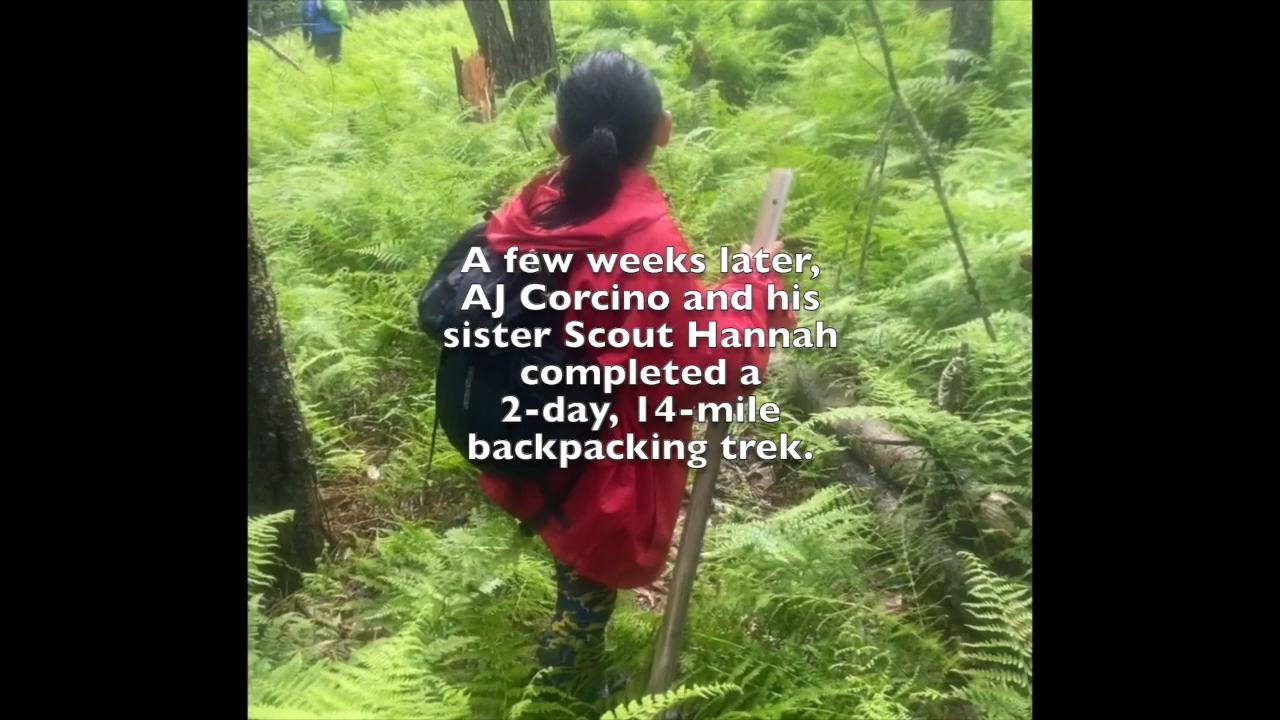 A few weeks later,
AJ Corcino and his
sister Scout Hannah
completed a
2-day, 14-mile
backpacking trek.